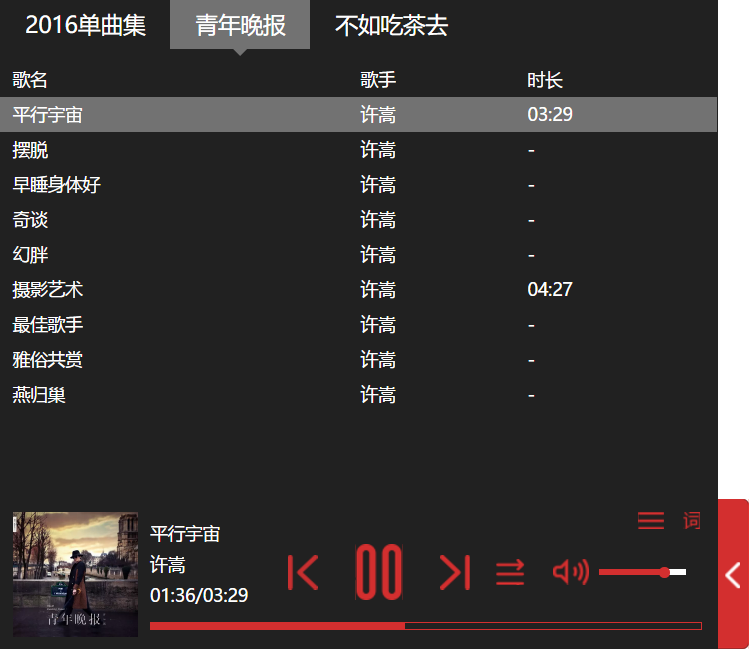 2016单曲集 青年晚报 不如吃茶去
歌名 歌手 时长
平行宇宙 许嵩 03:29
摆脱 许嵩 -
早睡身体好 许嵩 -
奇谈 许嵩 -
幻胖 许嵩 -
摄影艺术 许嵩 04:27
最佳歌手 许嵩 -
雅俗共赏 许嵩 -
燕归巢 许嵩 -
词
平行宇宙
许嵩
01:36/03:29
青年晚报